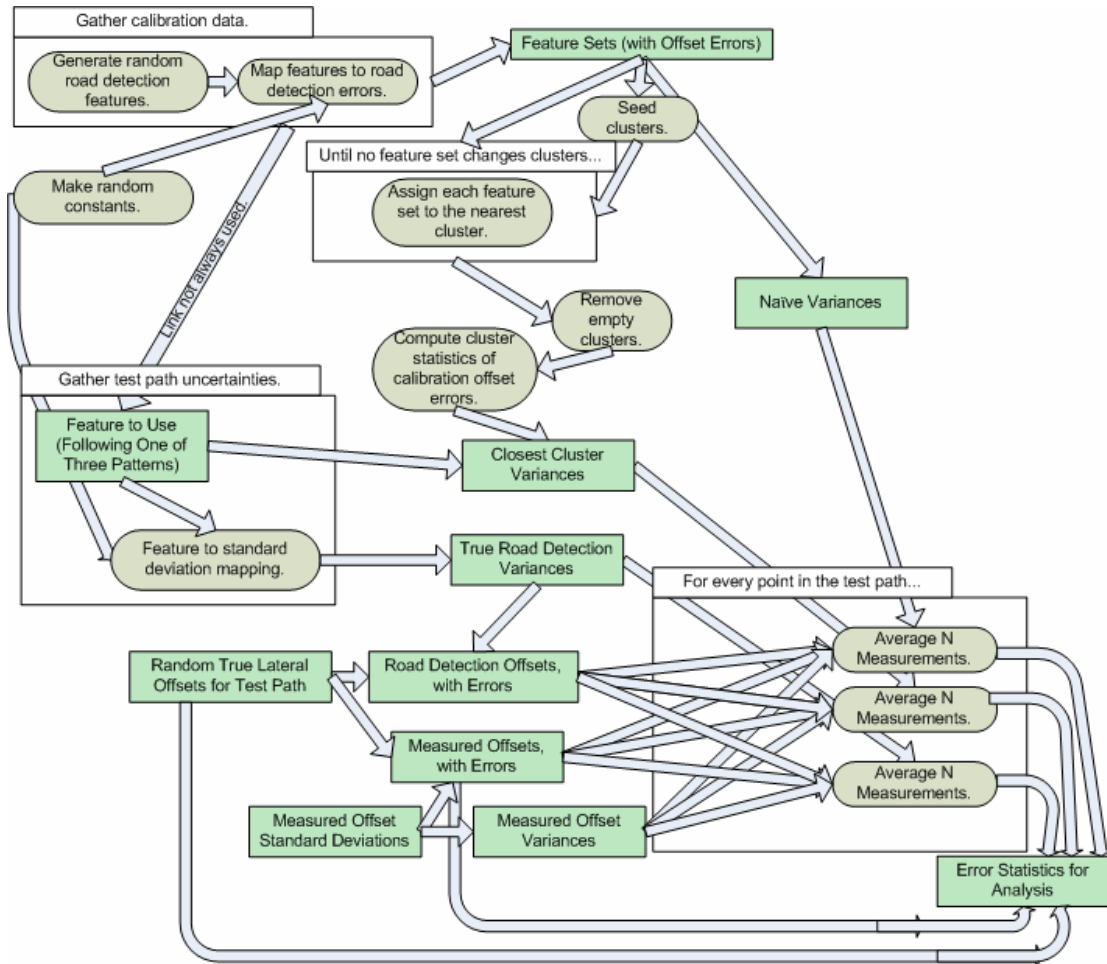 Gather calibration data.
Generate random
road detection
features.
Map features to road
detection errors.
Feature Sets (with Offset Errors)
Seed
clusters.
Until no feature set changes clusters...
Assign each feature
set to the nearest
cluster.
Make random
constants.
Link not always used.
Naïve Variances
Remove
empty
clusters.
Compute cluster
statistics of
calibration offset
errors.
Gather test path uncertainties.
Feature to Use
(Following One of
Three Patterns)
Closest Cluster
Variances
Feature to standard
deviation mapping.
True Road Detection
Variances
For every point in the test path...
Random True Lateral
Offsets for Test Path
Road Detection Offsets,
with Errors
Average N
Measurements.
Average N
Measurements.
Measured Offsets,
with Errors
Average N
Measurements.
Measured Offset
Standard Deviations
Measured Offset
Variances
Error Statistics for
Analysis